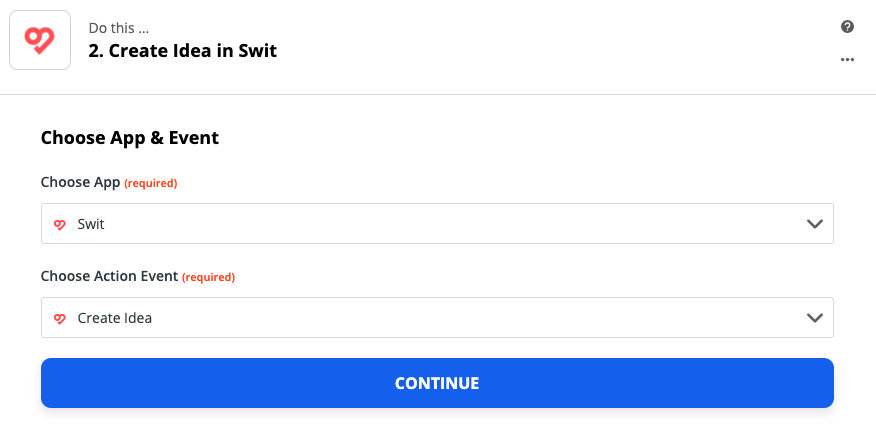 Do this ...
2. Create Idea in Swit
Choose App & Event
Choose App (required)
Swit
Choose Action Event (required)
Create Idea
CONTINUE